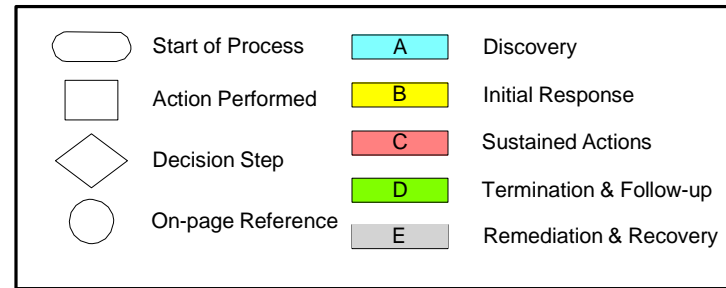 Start of Process
A Discovery
Action Performed
B Initial Response
C Sustained Actions
Decision Step
D Termination & Follow-up
On-page Reference
E Remediation & Recovery